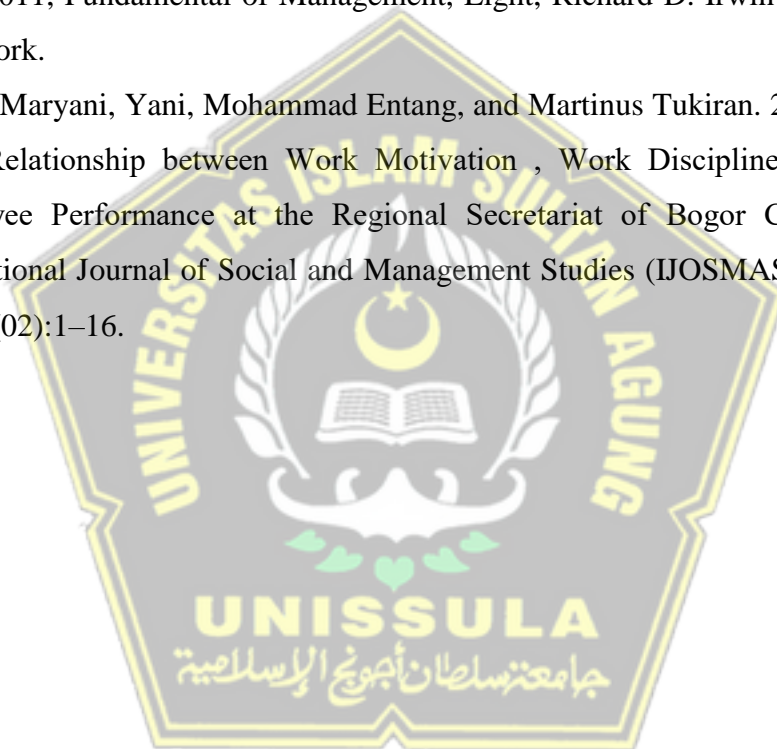 011, Fundamental of Management, Eight, Richard D. Irwin
ork.
Maryani, Yani, Mohammad Entang, and Martinus Tukiran. 2
Relationship between Work Motivation , Work Discipline
yee Performance at the Regional Secretariat of Bogor C
tional Journal of Social and Management Studies (IJOSMAS
(02):1–16.
UNIVERSITAS ISLAM SULTAN AGUNG
UNISSULA
جامعة سلطان أجونج الإسلامية